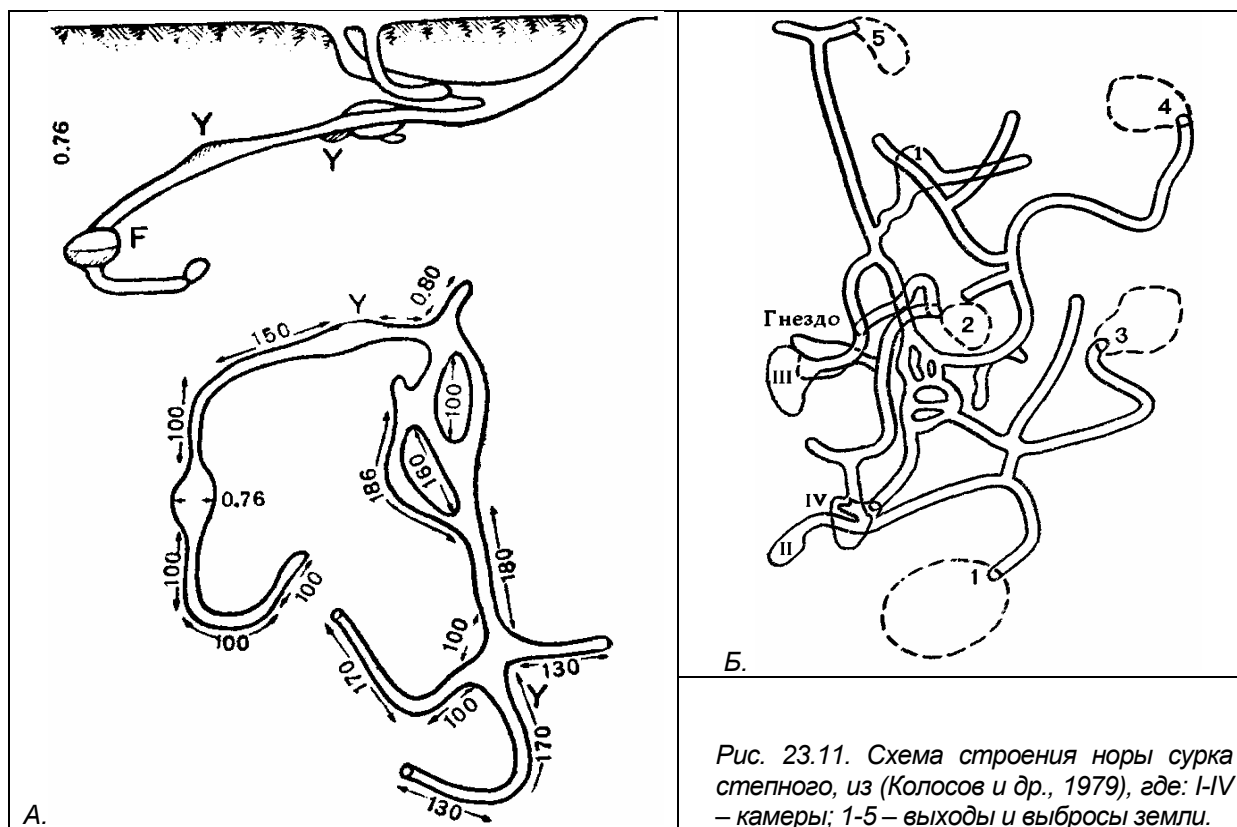 0.76
Y
Y
F
0.80
Y
150
100
100
160
186
0.76
100
100
100
180
100
130
170
100
Y
170
130
А.
5
4
I
Гнездо
2
3
III
IV
II
1
Б.
Рис. 23.11. Схема строения норы сурка
степного, из (Колосов и др., 1979), где: I-IV
– камеры; 1-5 – выходы и выбросы земли.